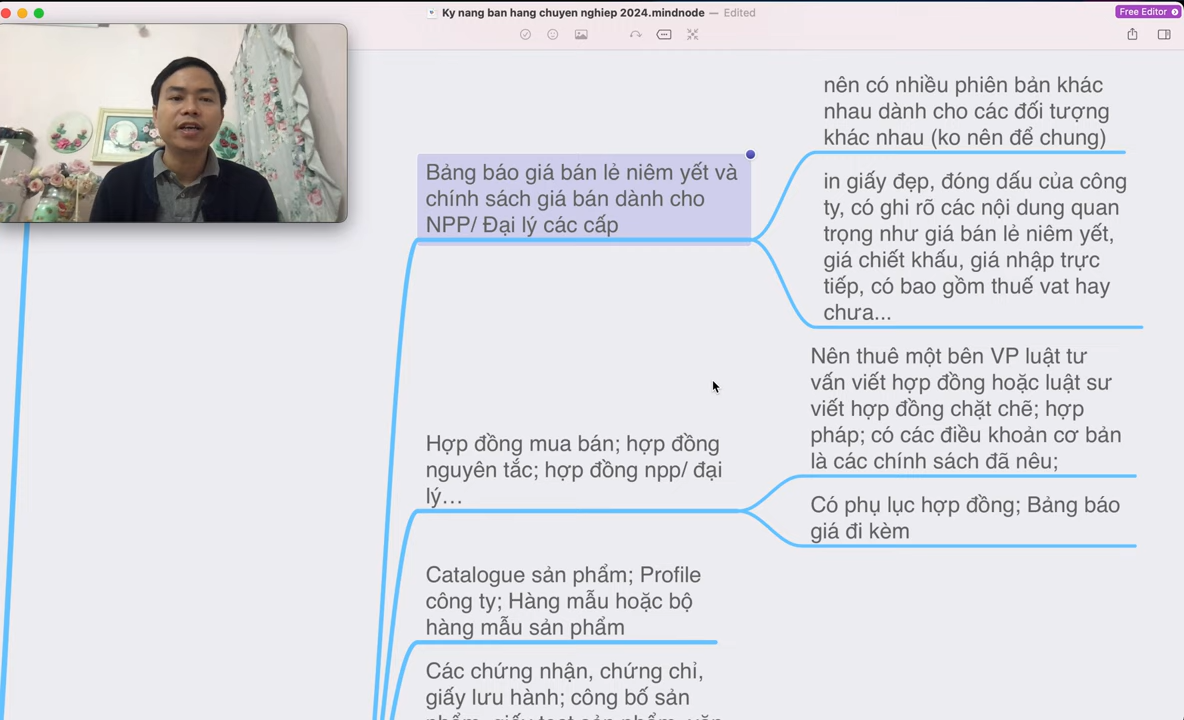 Ky nang ban hang chuyen nghiep 2024.mindnode — Edited
Free Editor
nên có nhiều phiên bản khác
nhau dành cho các đối tượng
khác nhau (ko nên để chung)
Bảng báo giá bán lẻ niêm yết và
chính sách giá bán dành cho
NPP/ Đại lý các cấp
in giấy đẹp, đóng dấu của công
ty, có ghi rõ các nội dung quan
trọng như giá bán lẻ niêm yết,
giá chiết khấu, giá nhập trực
tiếp, có bao gồm thuế vat hay
chưa...
Nên thuê một bên VP luật tư
vấn viết hợp đồng hoặc luật sư
viết hợp đồng chặt chẽ; hợp
pháp; có các điều khoản cơ bản
là các chính sách đã nêu;
Hợp đồng mua bán; hợp đồng
nguyên tắc; hợp đồng npp/ đại
lý…
Có phụ lục hợp đồng; Bảng báo
giá đi kèm
Catalogue sản phẩm; Profile
công ty; Hàng mẫu hoặc bộ
hàng mẫu sản phẩm
Các chứng nhận, chứng chỉ,
giấy lưu hành; công bố sản